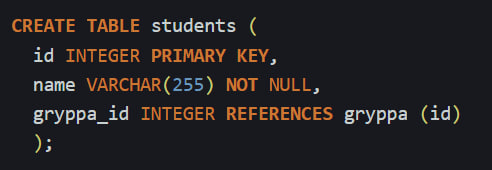 CREATE TABLE students (
id INTEGER PRIMARY KEY,
name VARCHAR(255) NOT NULL,
gryppa_id INTEGER REFERENCES gryppa (id)
);